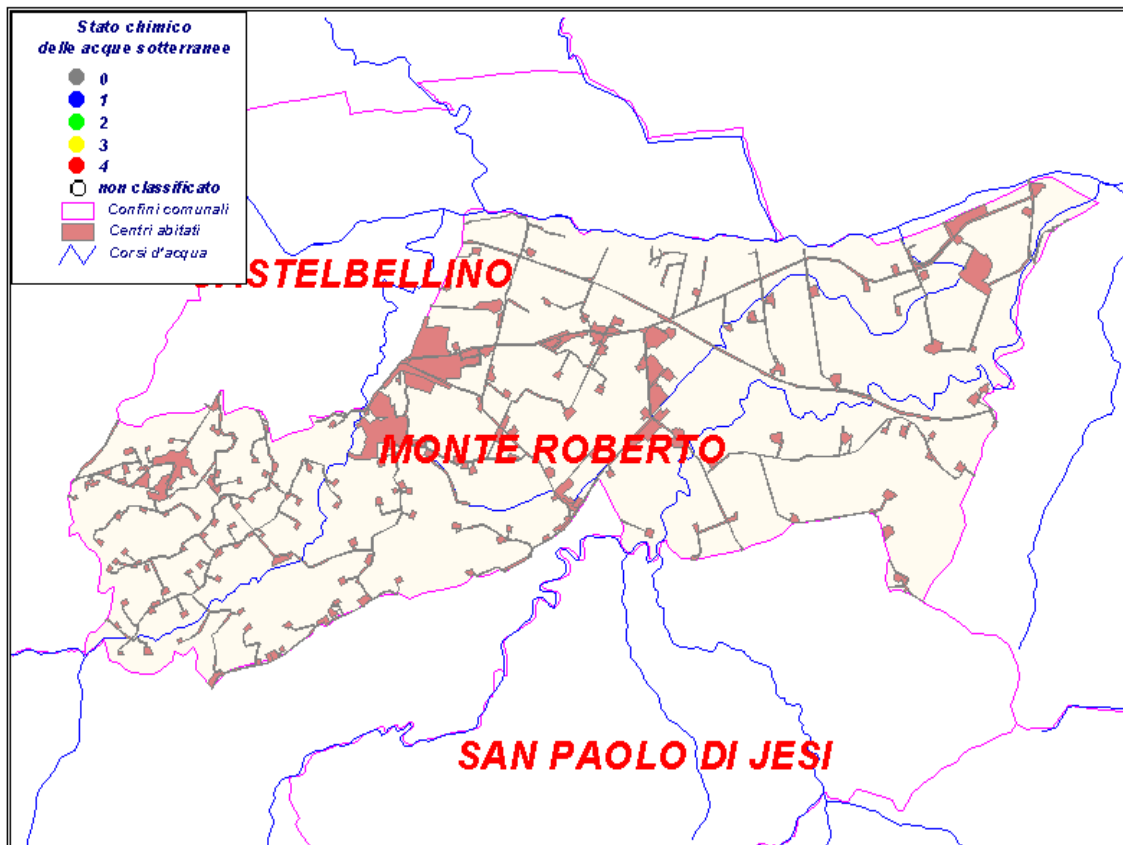 Stato chimico
delle acque sotterranee
0
1
2
3
4
non classificato
Confini comunali
Centri abitati
Corsi d'acqua
STELBELLINO
MONTE ROBERTO
SAN PAOLO DI JESI